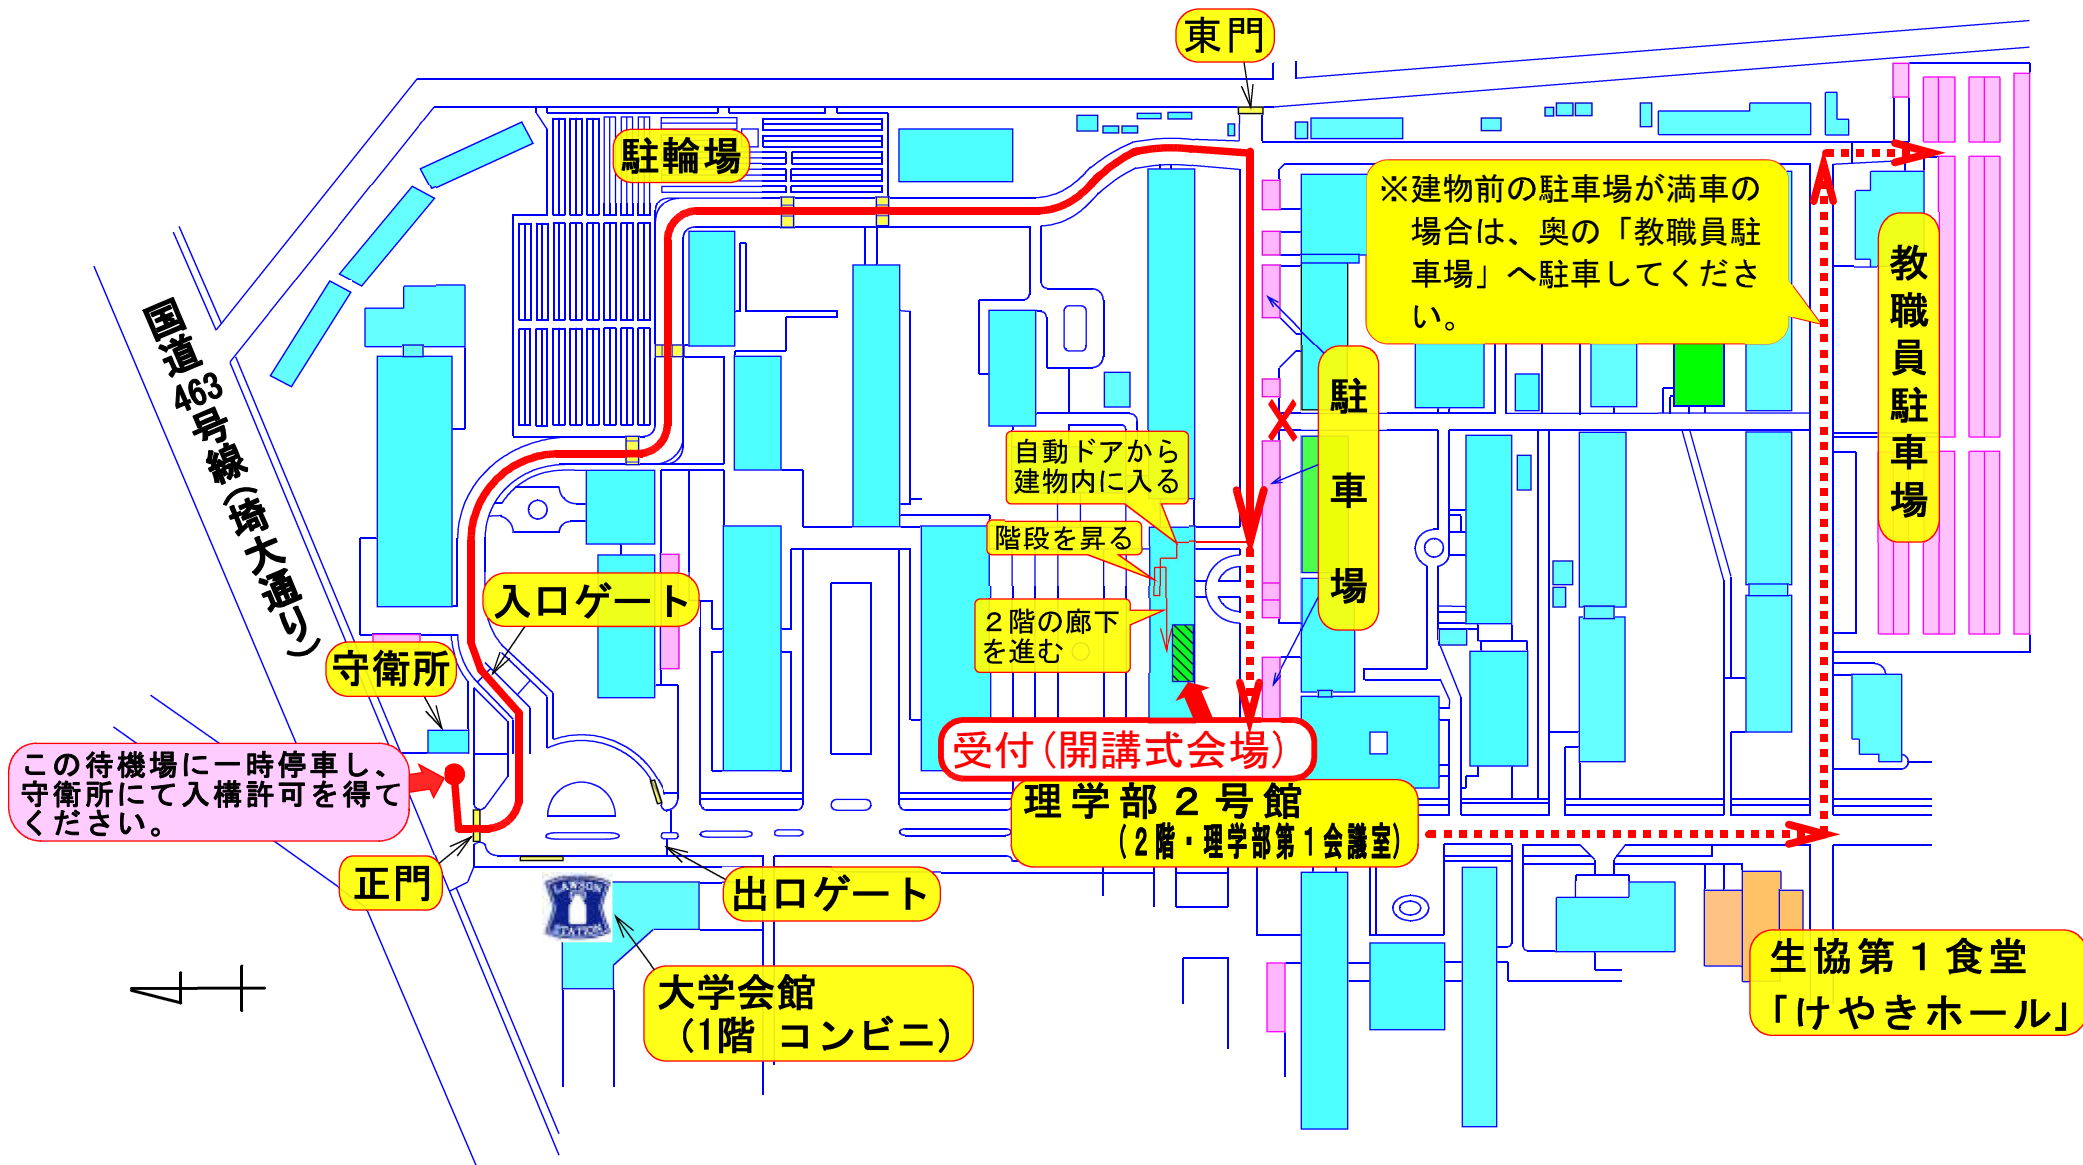 東門
駐輪場
※建物前の駐車場が満車の
場合は、奥の「教職員駐
車場」へ駐車してくださ
い。
教職員駐車場
国道463号線(埼大通り)
駐車場
自動ドアから
建物内に入る
階段を昇る
２階の廊下
を進む
入口ゲート
守衛所
この待機場に一時停車し、
守衛所にて入構許可を得て
ください。
受付(開講式会場)
理学部２号館
(２階・理学部第１会議室)
正門
出口ゲート
LAWSON
STATION
大学会館
(1階 コンビニ)
生協第１食堂
「けやきホール」